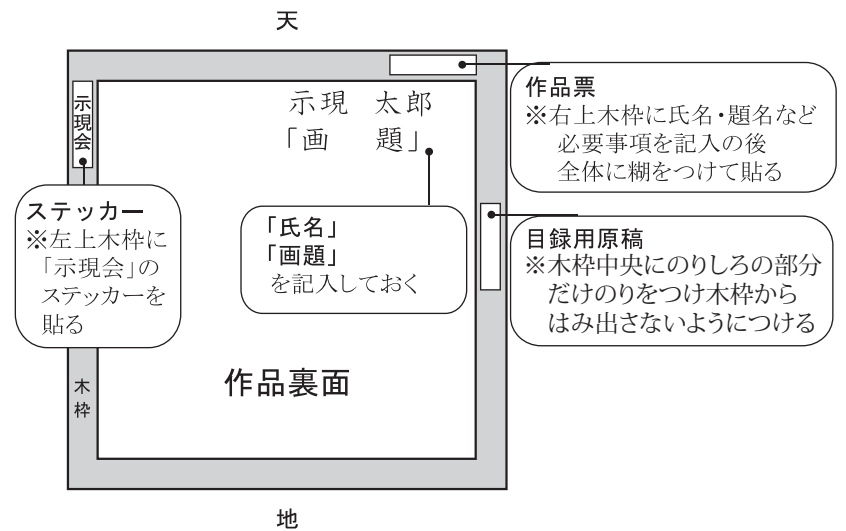 天
示現会
示現　太郎
「画　　題」
作品票
※右上木枠に氏名・題名など
必要事項を記入の後
全体に糊をつけて貼る
ステッカー
※左上木枠に
「示現会」の
ステッカーを
貼る
「氏名」
「画題」
を記入しておく
目録用原稿
※木枠中央にのりしろの部分
だけのりをつけ木枠から
はみ出さないようにつける
木枠
作品裏面
地